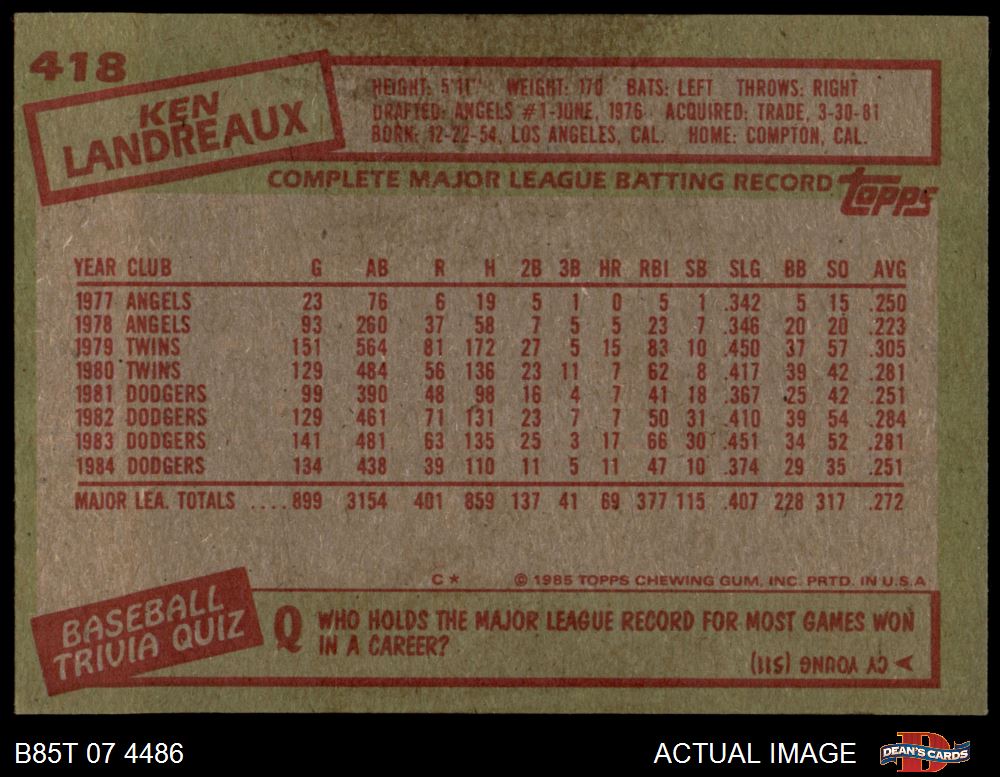 418
KEN
LANDREAUX
HEIGHT: 5'11" WEIGHT: 170 BATS: LEFT THROWS: RIGHT
DRAFTED: ANGELS #1-JUNE, 1976 ACQUIRED: TRADE, 3-30-81
BORN: 12-22-54, LOS ANGELES, CAL. HOME: COMPTON, CAL.
COMPLETE MAJOR LEAGUE BATTING RECORD topps
YEAR CLUB G AB R H 2B 3B HR RBI SB SLG BB SO AVG
1977 ANGELS 23 76 6 19 5 1 0 5 1 .342 5 15 .250
1978 ANGELS 93 260 37 58 7 5 5 23 7 .346 20 20 .223
1979 TWINS 151 564 81 172 27 5 15 83 10 .450 37 57 .305
1980 TWINS 129 484 56 136 23 11 7 62 8 .417 39 42 .281
1981 DODGERS 99 390 48 98 16 4 7 41 18 .367 25 42 .251
1982 DODGERS 129 461 71 131 23 7 7 50 31 .410 39 54 .284
1983 DODGERS 141 481 63 135 25 3 17 66 30 .451 34 52 .281
1984 DODGERS 134 438 39 110 11 5 11 47 10 .374 29 35 .251
MAJOR LEA. TOTALS ....899 3154 401 859 137 41 69 377 115 .407 228 317 .272
C* © 1985 TOPPS CHEWING GUM, INC. PRTD. IN U.S.A
BASEBALL
TRIVIA QUIZ
Q WHO HOLDS THE MAJOR LEAGUE RECORD FOR MOST GAMES WON
IN A CAREER?
CY YOUNG (511)
B85T 07 4486
ACTUAL IMAGE
D
DEAN'S CARDS